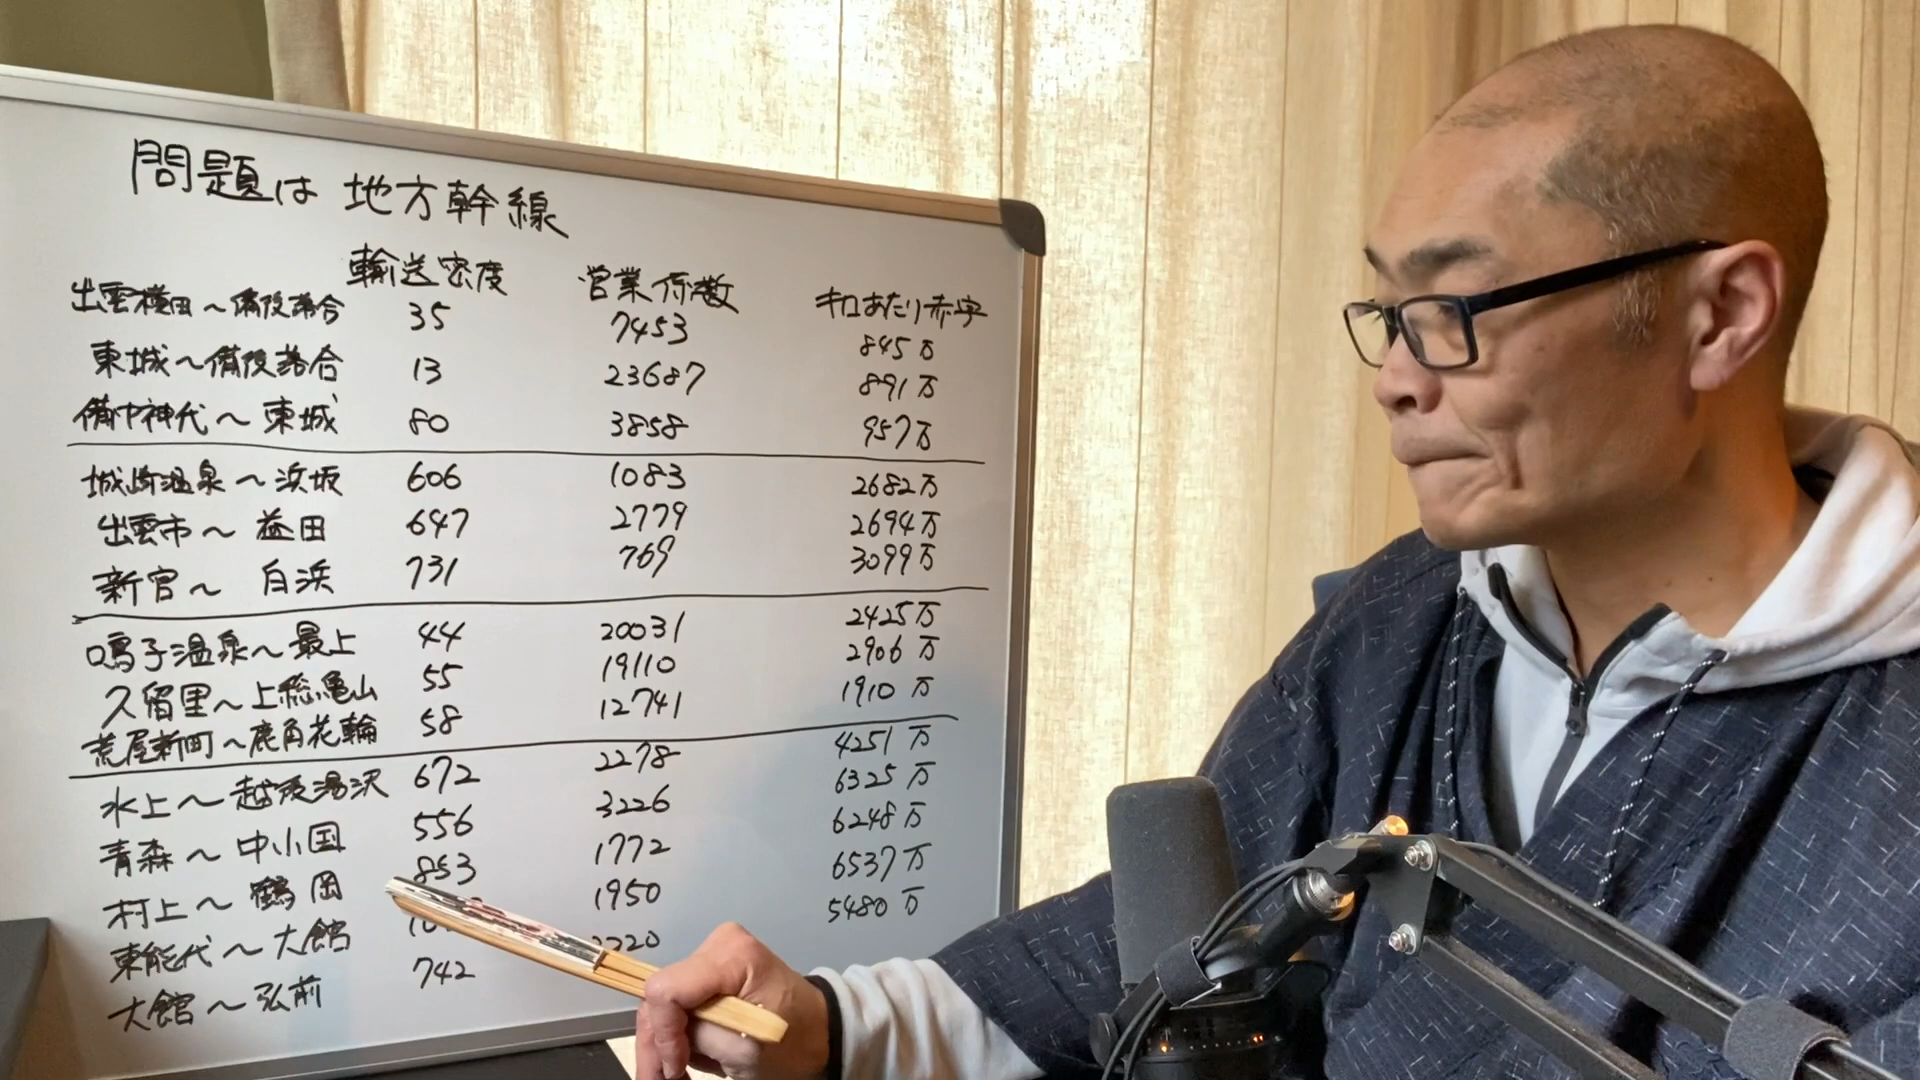 問題は 地方幹線
輸送密度 営業係数 キロあたり赤字
出雲横田〜備後落合 35 7453 845万
東城〜備後落合 13 23687 891万
備中神代〜東城 80 3858 957万
城崎温泉〜浜坂 606 1083 2682万
出雲市〜益田 647 2779 2694万
新宮〜白浜 731 769 3099万
鳴子温泉〜最上 44 20031 2425万
久留里〜上総亀山 55 19110 2906万
荒屋新町〜鹿角花輪 58 12741 1910万
水上〜越後湯沢 672 2278 4251万
青森〜中小国 556 3226 6325万
村上〜鶴岡 853 1772 6248万
東能代〜大館 1950 6537万
大館〜弘前 742 5480万